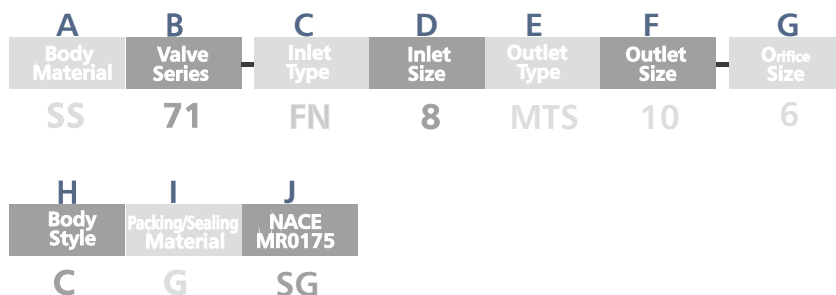 A B C D E F G
Body Material Valve Series Inlet Type Inlet Size Outlet Type Outlet Size Orifice Size
SS 71 FN 8 MTS 10 6
H I J
Body Style Packing/Sealing Material NACE MR0175
C G SG